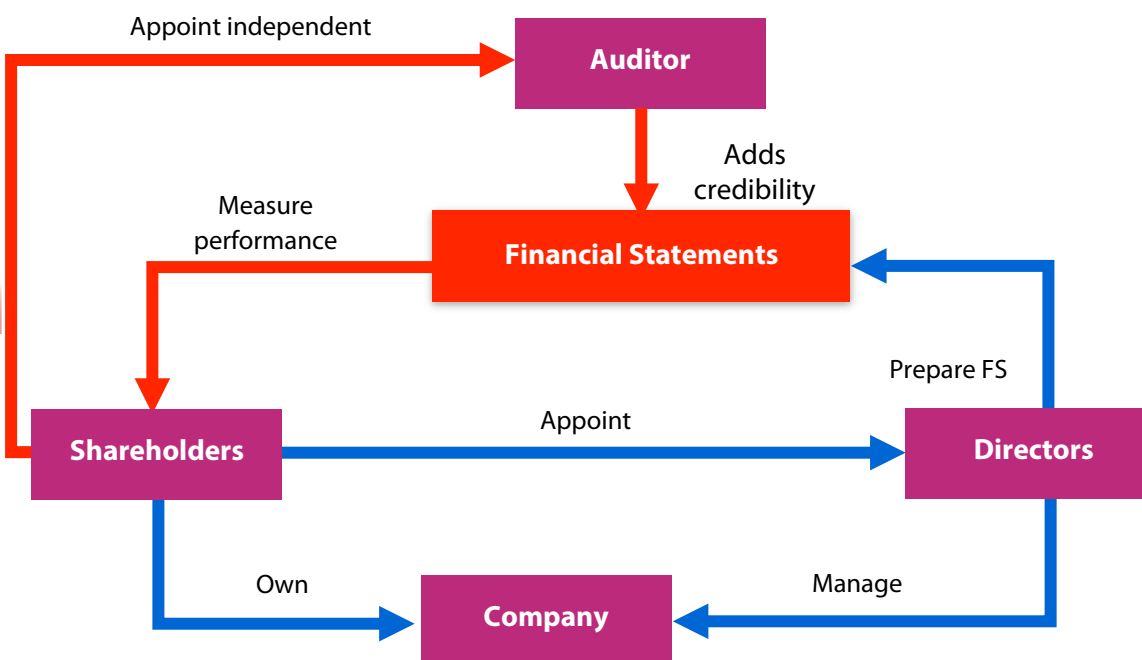 Appoint independent
Auditor
Adds
credibility
Measure
performance
Financial Statements
Prepare FS
Appoint
Shareholders
Directors
Own
Manage
Company